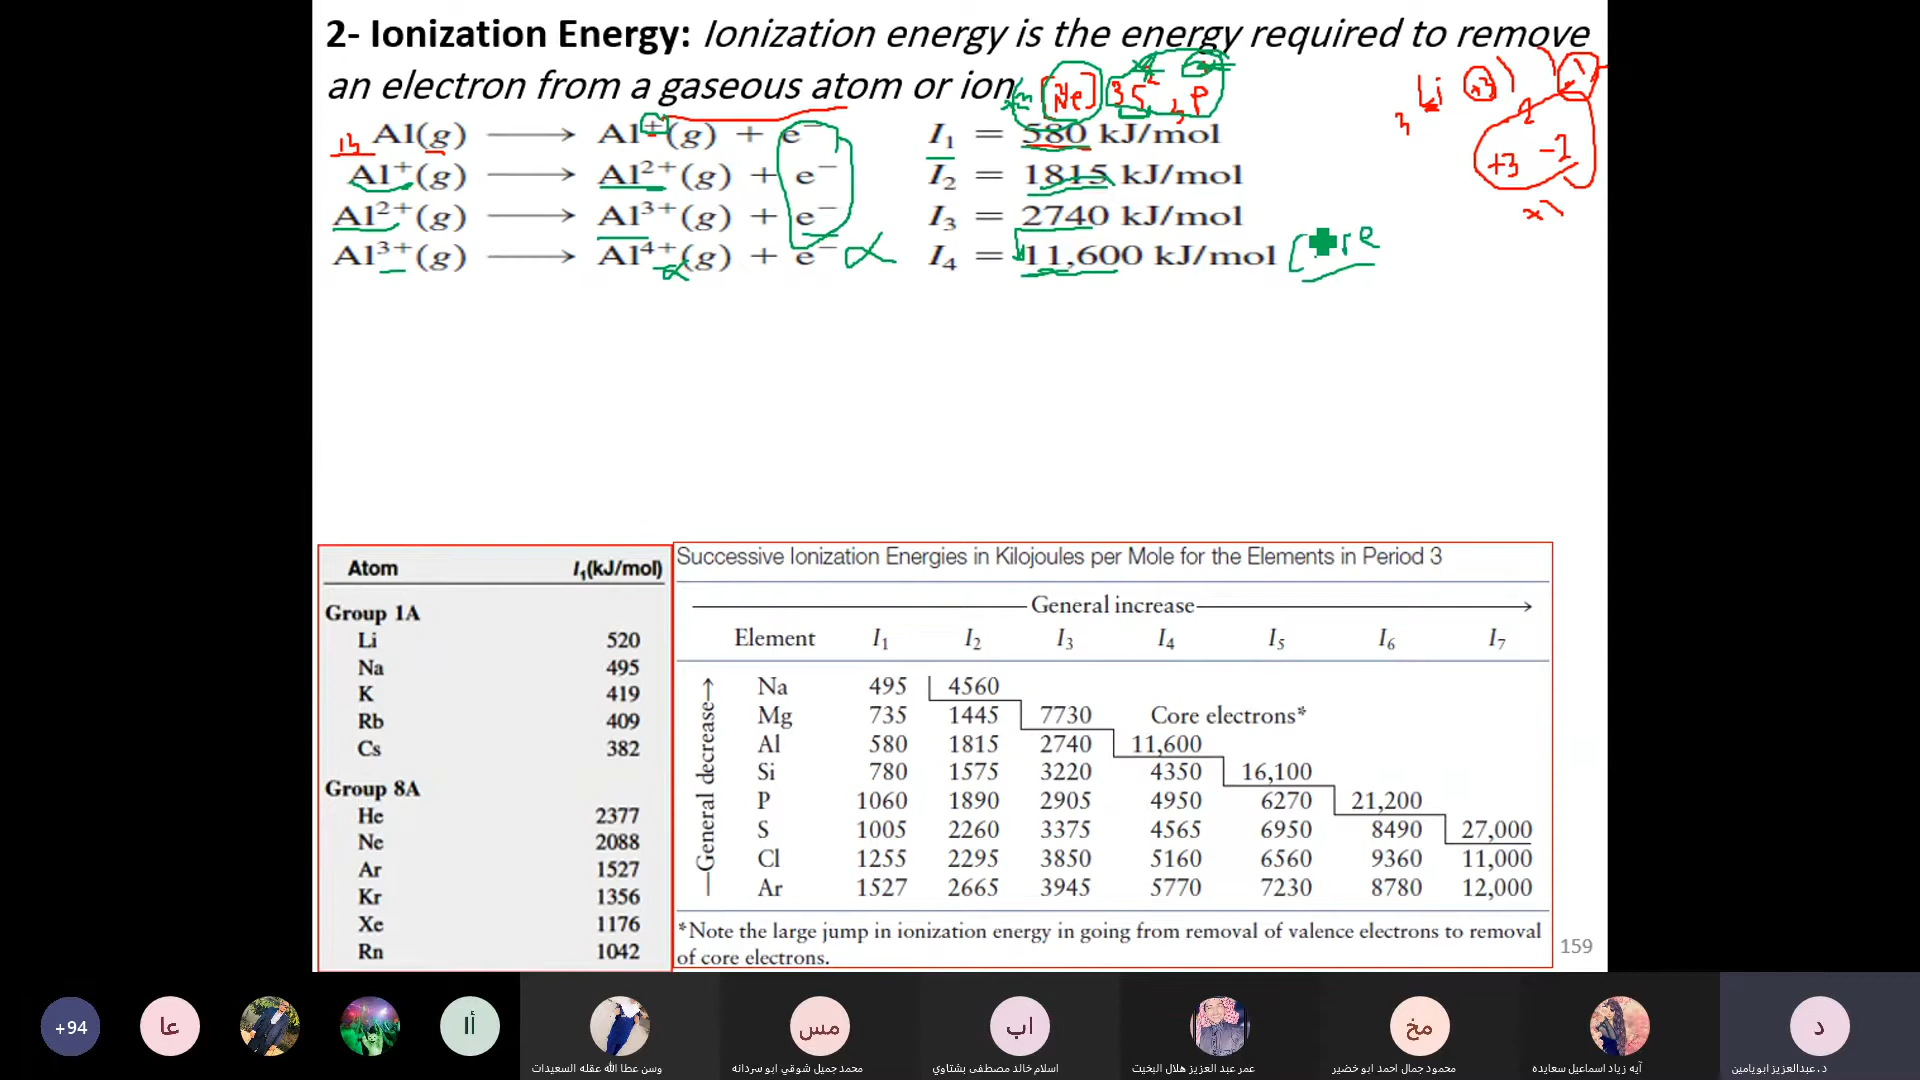 2- Ionization Energy: Ionization energy is the energy required to remove
an electron from a gaseous atom or ion
[Ne] 3S² 3P¹
Li
3
+3 -2
13
Al(g) ⟶ Al⁺(g) + e⁻ I₁ = 580 kJ/mol
Al⁺(g) ⟶ Al²⁺(g) + e⁻ I₂ = 1815 kJ/mol
Al²⁺(g) ⟶ Al³⁺(g) + e⁻ I₃ = 2740 kJ/mol
Al³⁺(g) ⟶ Al⁴⁺(g) + e⁻ I₄ = 11,600 kJ/mol
Atom I₁(kJ/mol)
Group 1A
Li 520
Na 495
K 419
Rb 409
Cs 382
Group 8A
He 2377
Ne 2088
Ar 1527
Kr 1356
Xe 1176
Rn 1042
Successive Ionization Energies in Kilojoules per Mole for the Elements in Period 3
General increase
Element I₁ I₂ I₃ I₄ I₅ I₆ I₇
General decrease
Na 495 4560
Mg 735 1445 7730 Core electrons*
Al 580 1815 2740 11,600
Si 780 1575 3220 4350 16,100
P 1060 1890 2905 4950 6270 21,200
S 1005 2260 3375 4565 6950 8490 27,000
Cl 1255 2295 3850 5160 6560 9360 11,000
Ar 1527 2665 3945 5770 7230 8780 12,000
*Note the large jump in ionization energy in going from removal of valence electrons to removal
of core electrons.
159
+94
عا
أا
مس
اب
مخ
د
وسن عطا الله عقله السعيدات
محمد جميل شوقي ابو سردانه
اسلام خالد مصطفى بشتاوي
عمر عبد العزيز هلال البخيت
محمود جمال احمد ابو خضير
آيه زياد اسماعيل سعايده
د. عبدالعزيز ابويامين